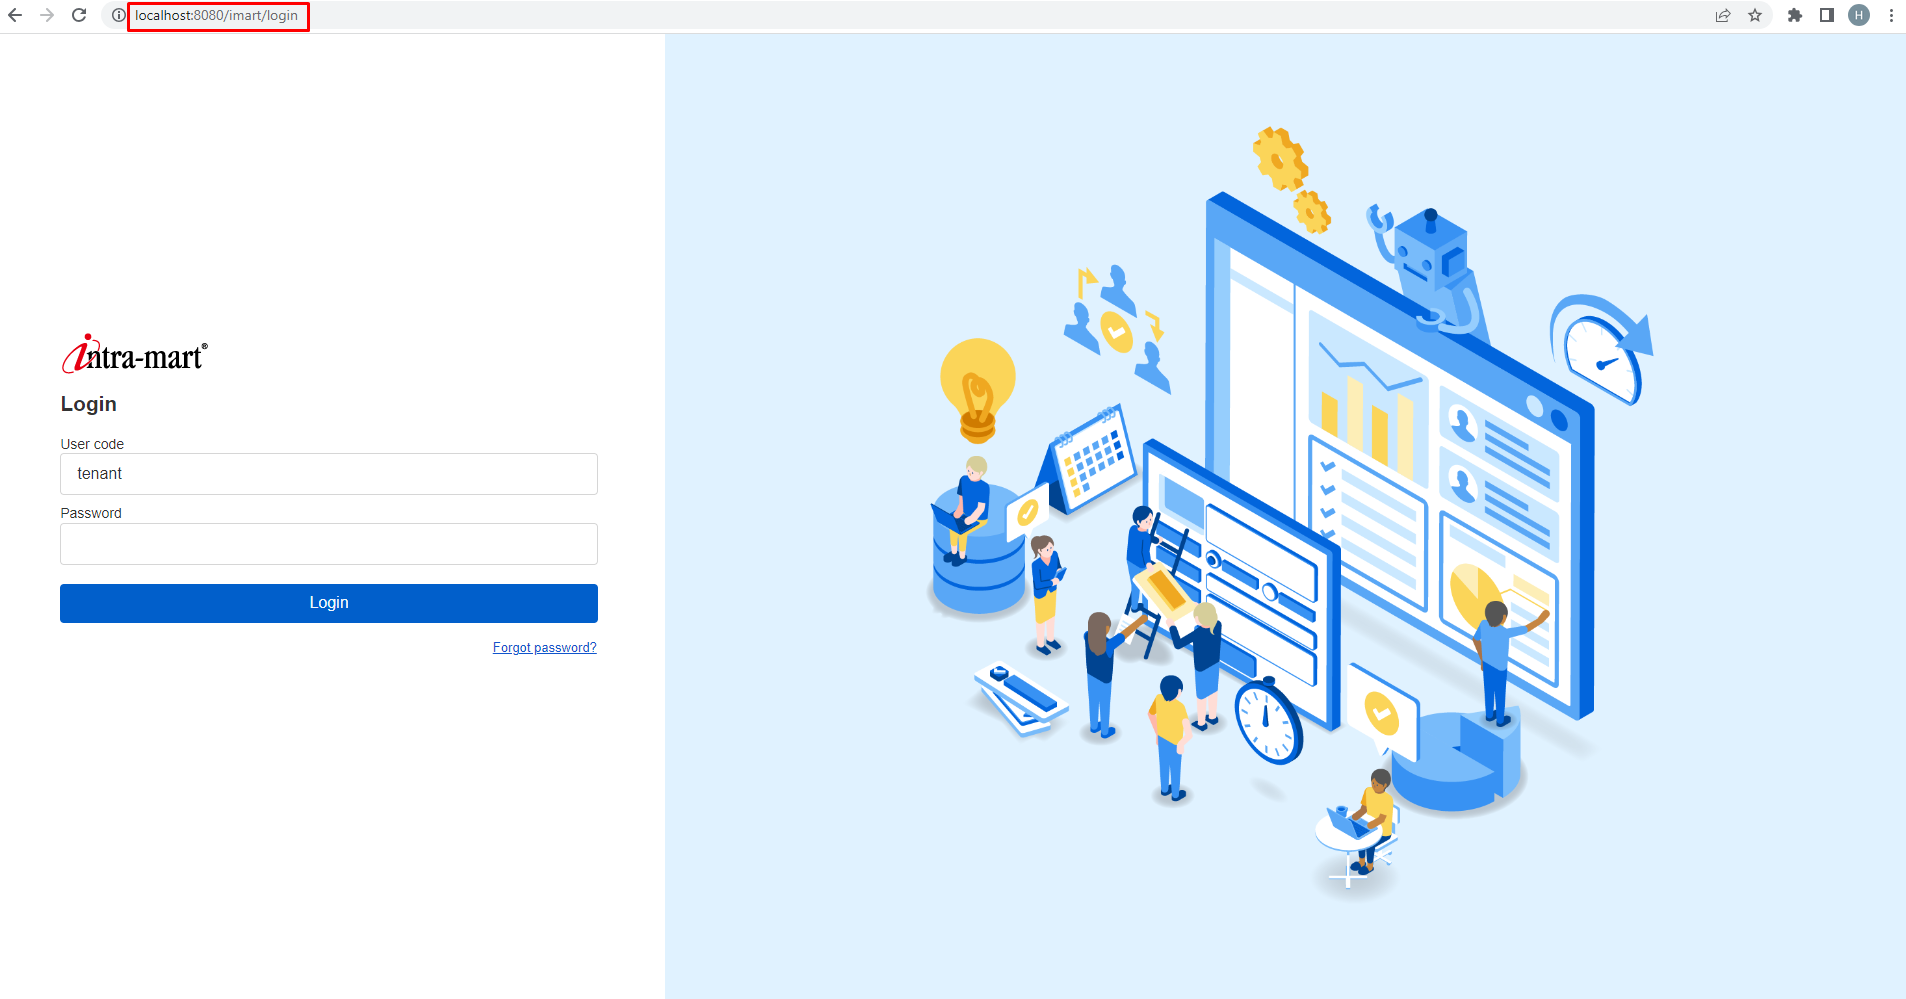 localhost:8080/imart/login
H
intra-mart®
Login
User code
tenant
Password
Login
Forgot password?